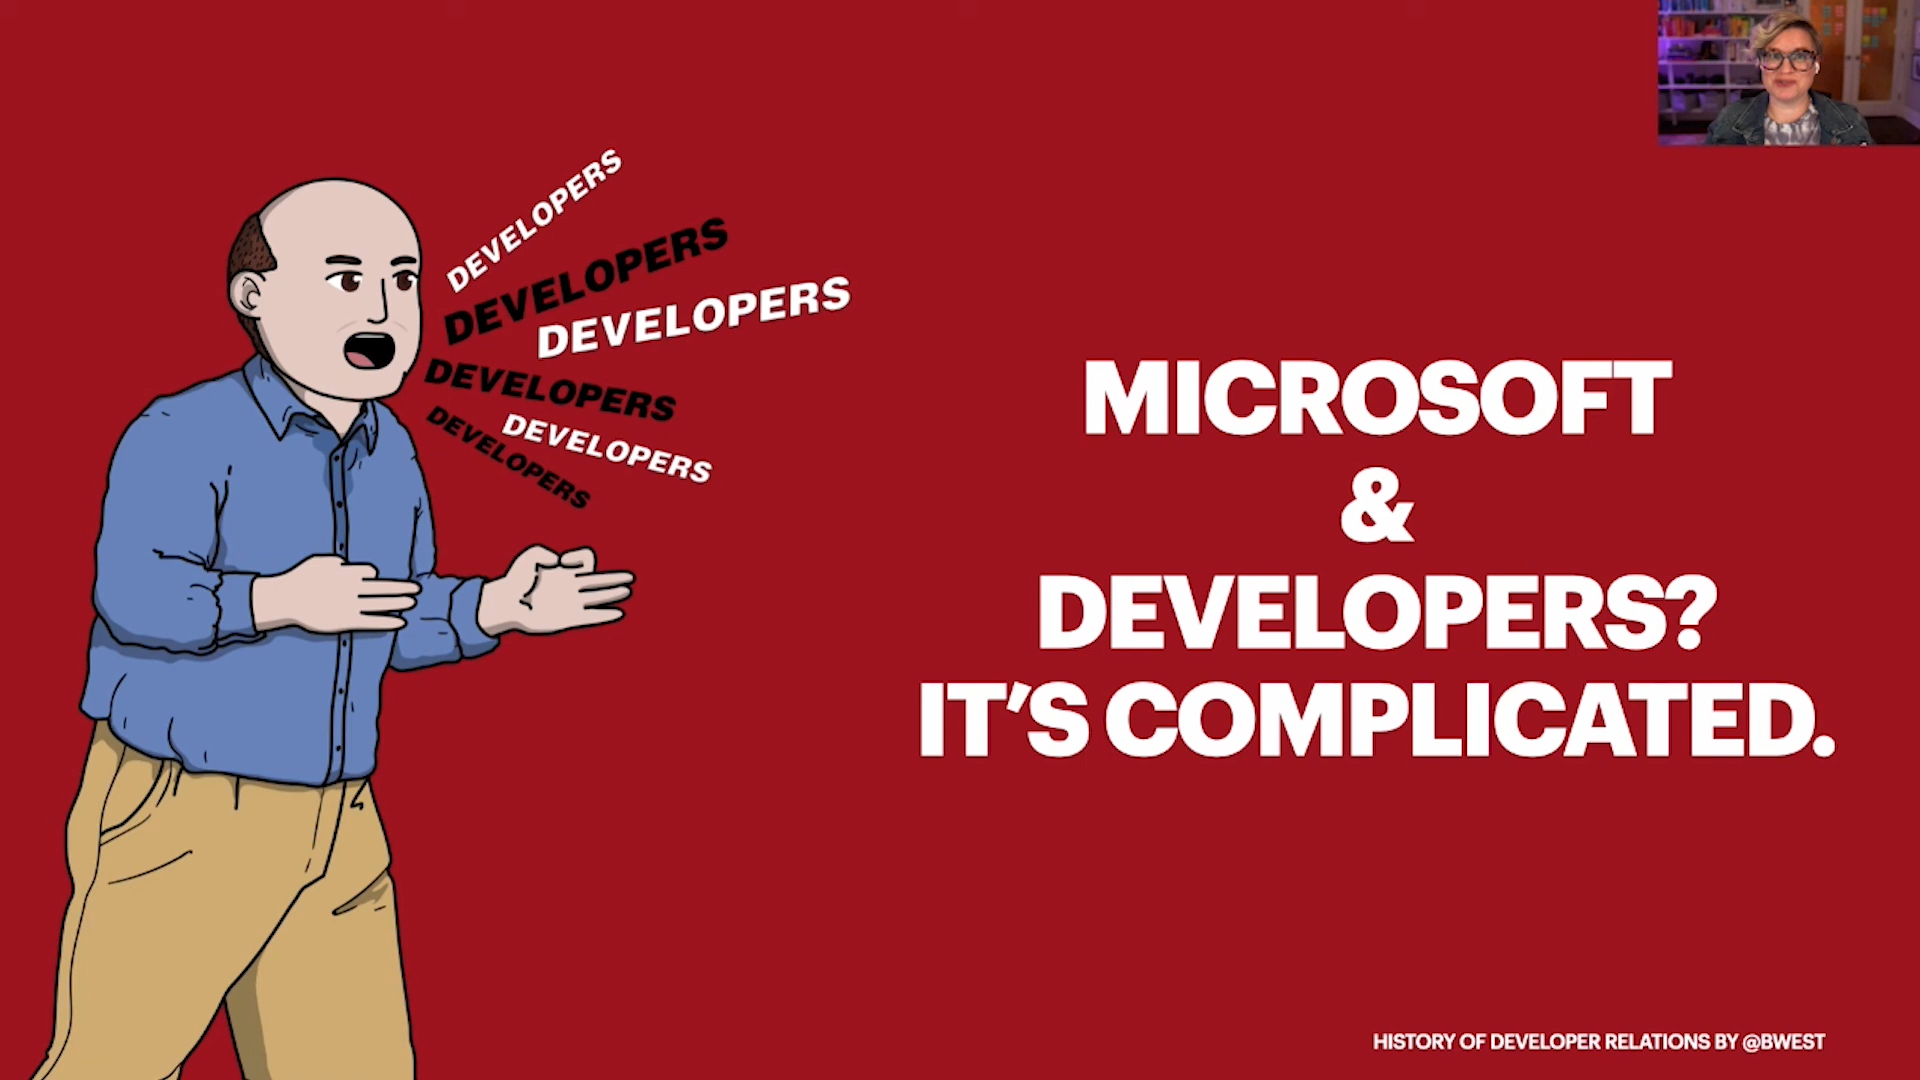 DEVELOPERS
DEVELOPERS
DEVELOPERS
DEVELOPERS
DEVELOPERS
DEVELOPERS
MICROSOFT
&
DEVELOPERS?
IT'S COMPLICATED.
HISTORY OF DEVELOPER RELATIONS BY @BWEST